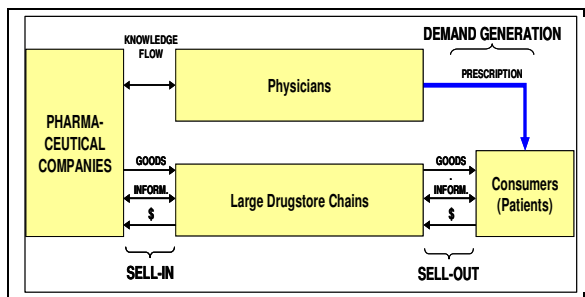 KNOWLEDGE
FLOW
DEMAND GENERATION
PRESCRIPTION
Physicians
PHARMA-
CEUTICAL
COMPANIES
GOODS
INFORM.
$
Large Drugstore Chains
GOODS
INFORM.
$
Consumers
(Patients)
SELL-IN
SELL-OUT